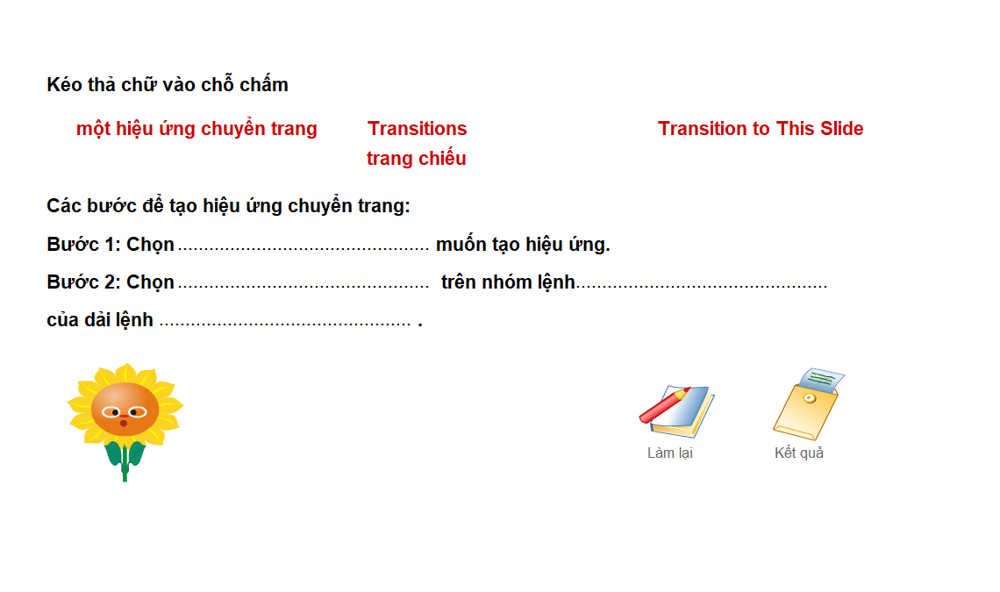 Kéo thả chữ vào chỗ chấm
một hiệu ứng chuyển trang Transitions Transition to This Slide
trang chiếu
Các bước để tạo hiệu ứng chuyển trang:
Bước 1: Chọn ................................................ muốn tạo hiệu ứng.
Bước 2: Chọn ................................................ trên nhóm lệnh................................................
của dải lệnh ................................................ .
Làm lại Kết quả